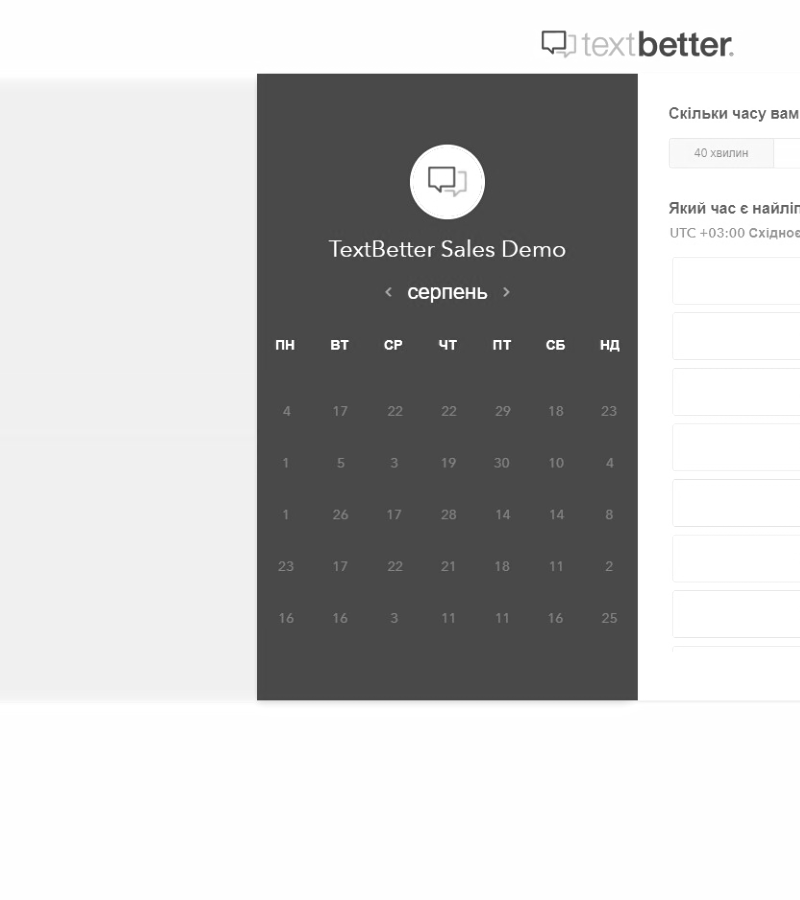 textbetter.
TextBetter Sales Demo
серпень
ПН ВТ СР ЧТ ПТ СБ НД
4 17 22 22 29 18 23
1 5 3 19 30 10 4
1 26 17 28 14 14 8
23 17 22 21 18 11 2
16 16 3 11 11 16 25
Скільки часу вам
40 хвилин
Який час є
UTC +03:00